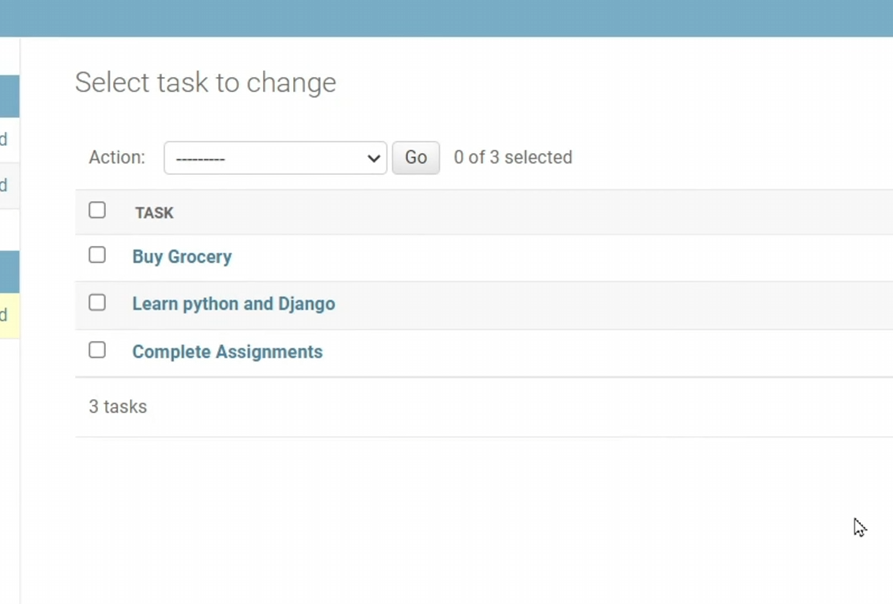 Select task to change
Action: --------- Go 0 of 3 selected
TASK
d
Buy Grocery
d
Learn python and Django
d
Complete Assignments
3 tasks